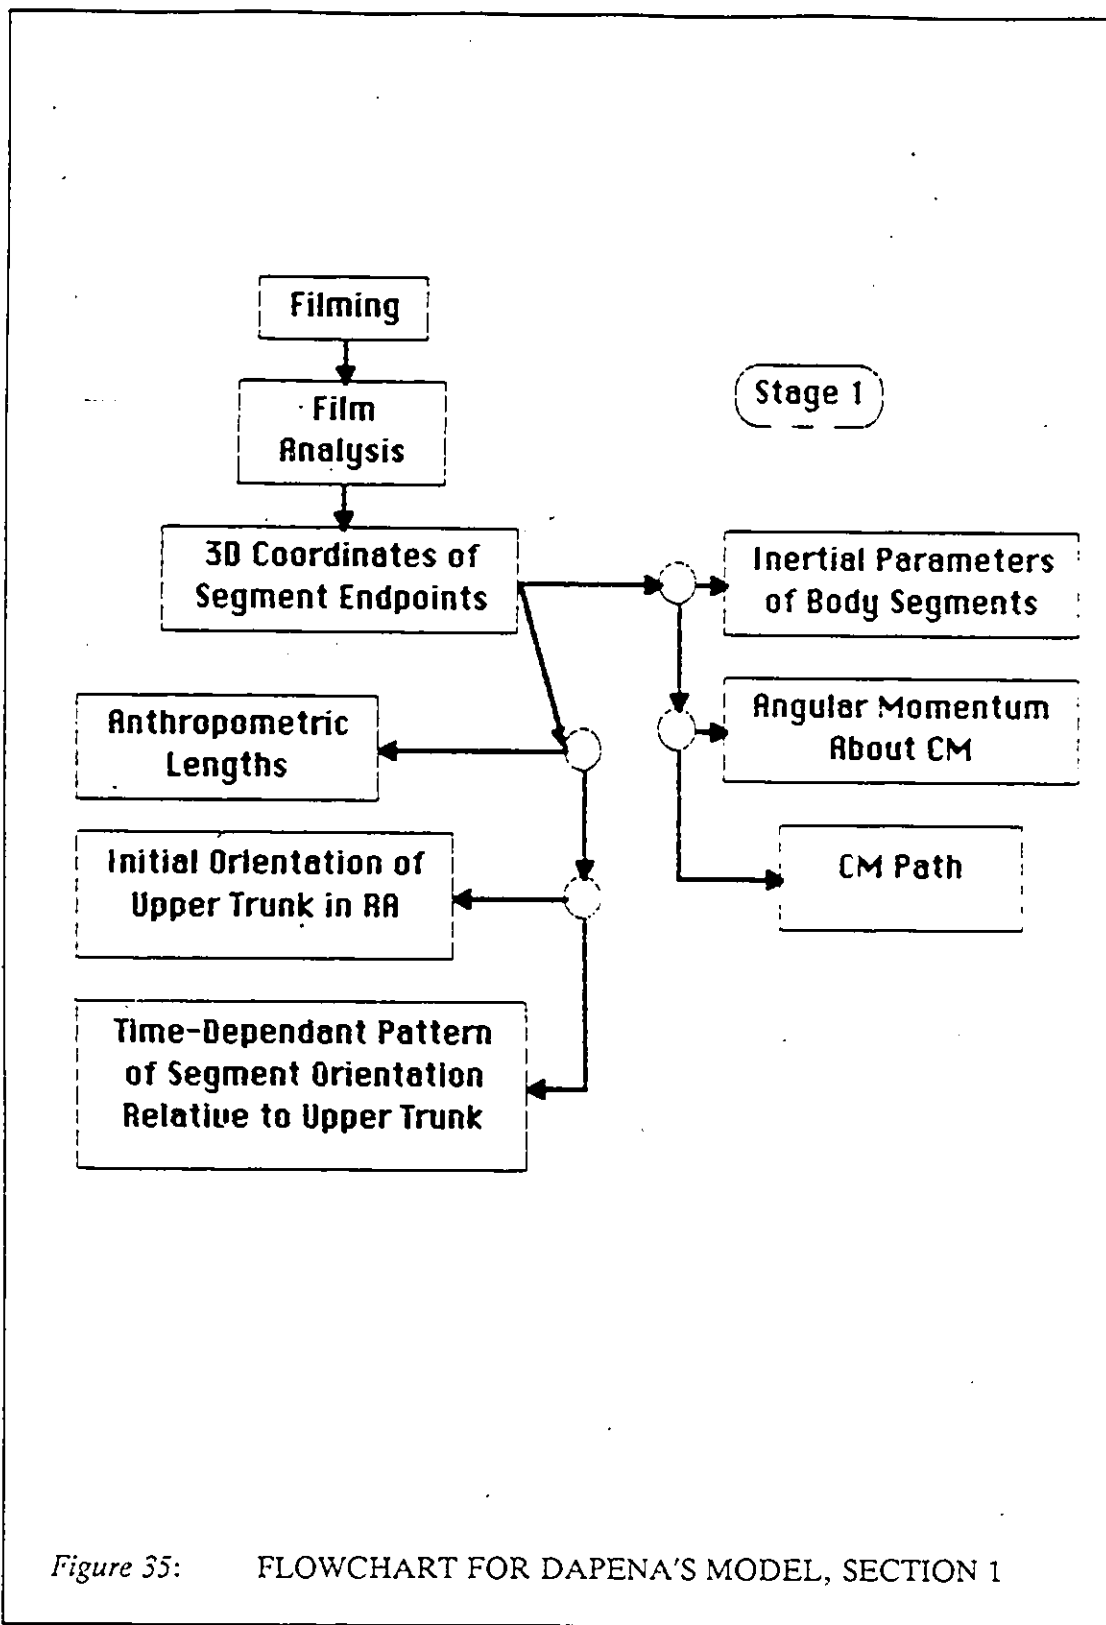 Filming
Stage 1
Film
Analysis
3D Coordinates of
Segment Endpoints
Inertial Parameters
of Body Segments
Anthropometric
Lengths
Angular Momentum
About CM
Initial Orientation of
Upper Trunk in RA
CM Path
Time-Dependant Pattern
of Segment Orientation
Relative to Upper Trunk
Figure 35: FLOWCHART FOR DAPENA'S MODEL, SECTION 1